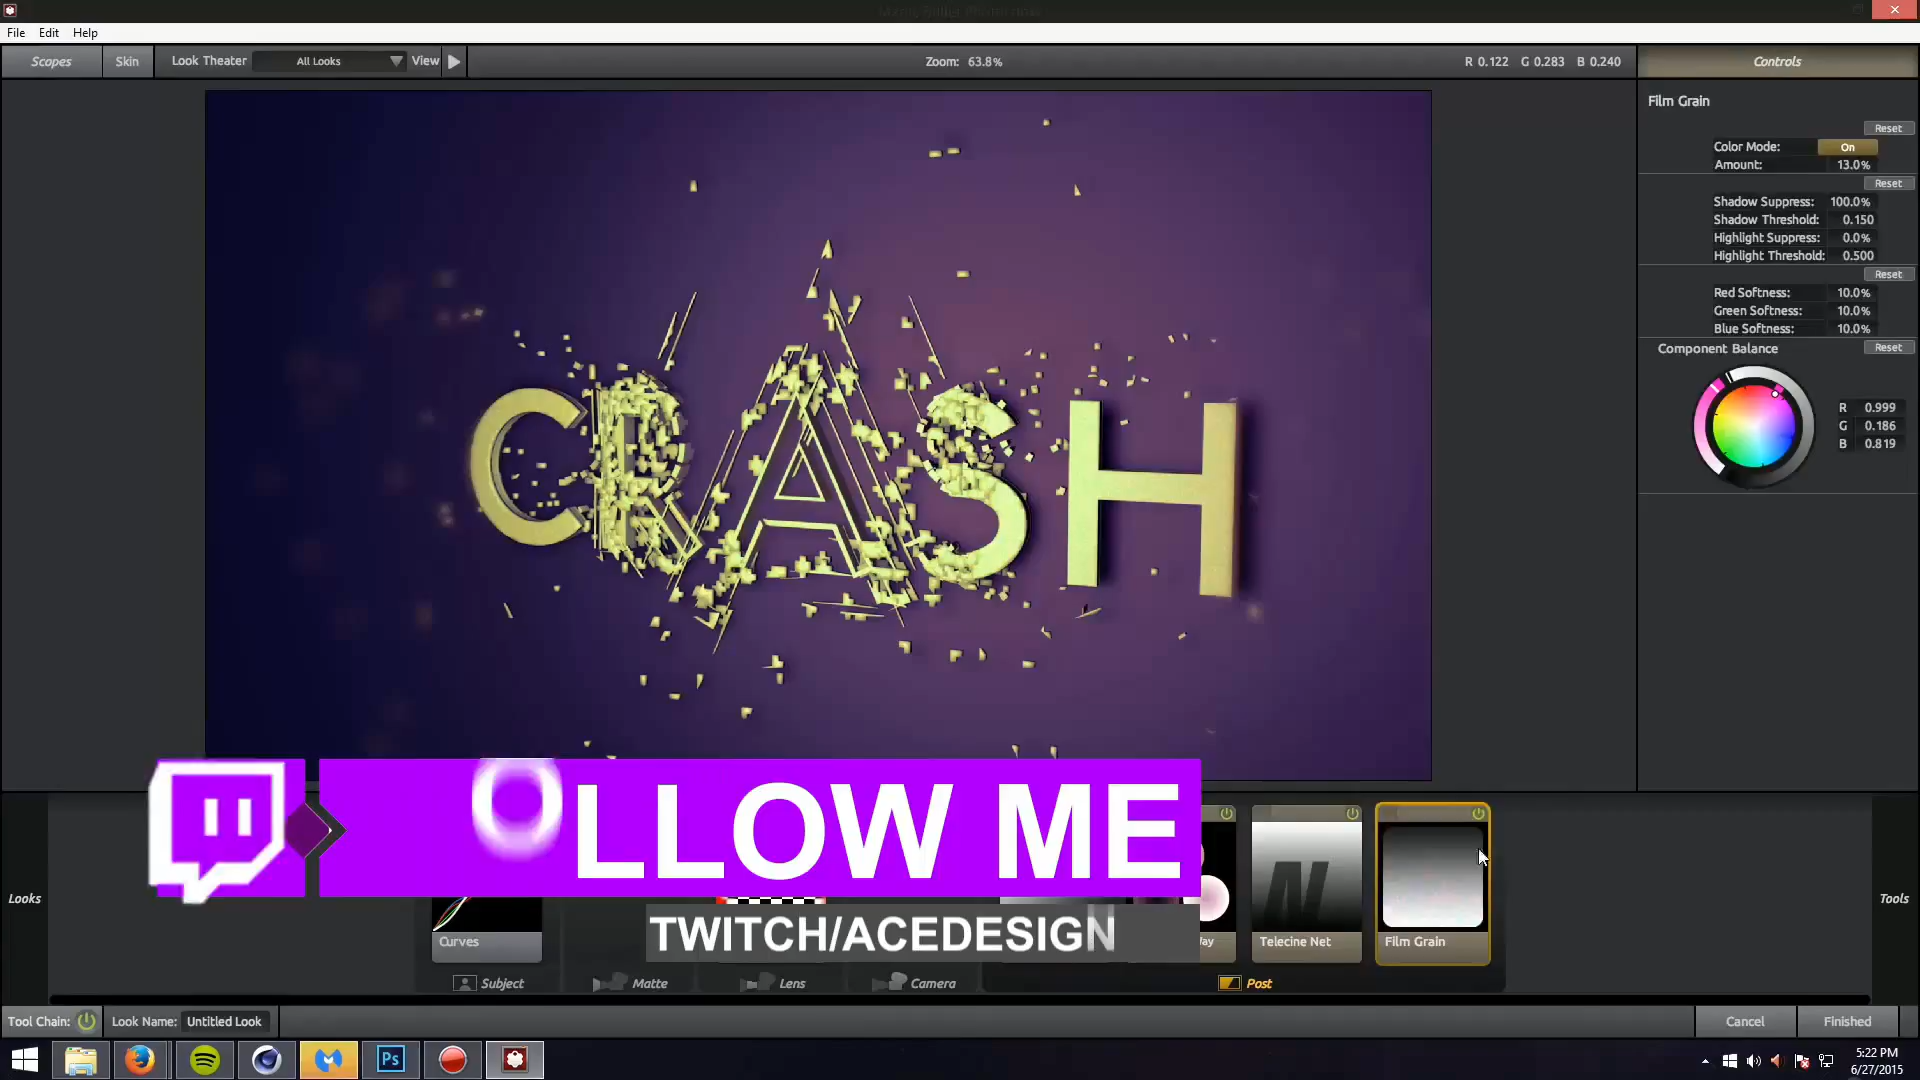 File Edit Help
Scopes Skin Look Theater All Looks View Zoom: 63.8% R 0.122 G 0.283 B 0.240 Controls
Film Grain
Reset
Color Mode: On
Amount: 13.0%
Reset
Shadow Suppress: 100.0%
Shadow Threshold: 0.150
Highlight Suppress: 0.0%
Highlight Threshold: 0.500
Reset
Red Softness: 10.0%
Green Softness: 10.0%
Blue Softness: 10.0%
Component Balance Reset
R 0.999
G 0.186
B 0.819
CRASH
OLLOW ME
TWITCH/ACEDESIGN
Looks
Tools
N
Curves Telecine Net Film Grain
Subject Matte Lens Camera Post
Tool Chain: Look Name: Untitled Look Cancel Finished
Ps
5:22 PM
6/27/2015